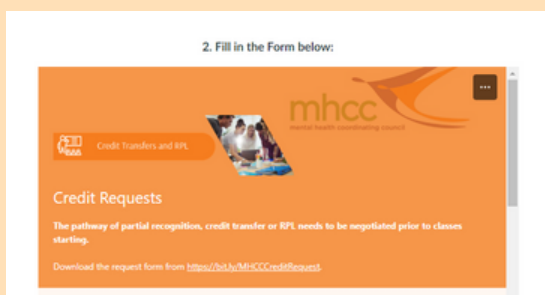 2. Fill in the Form below:
mhcc
mental health coordinating council
Credit Transfers and RPL
Credit Requests
The pathway of partial recognition, credit transfer or RPL needs to be negotiated prior to classes
starting.
Download the request form from https://bit.ly/MHCCCreditRequest.